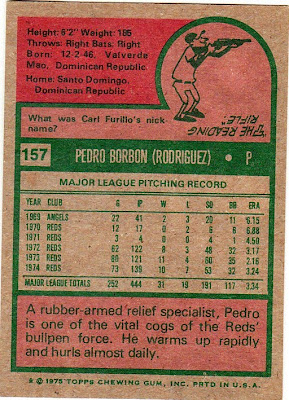 Height: 6'2" Weight: 185
Throws: Right Bats: Right
Born: 12-2-46, Valverde
Mao, Dominican Republic
Home: Santo Domingo,
Dominican Republic
What was Carl Furillo's nick-
name?
"THE READING
RIFLE"
157 PEDRO BORBON (RODRIGUEZ) • P
MAJOR LEAGUE PITCHING RECORD
YEAR CLUB G IP W L SO BB ERA
1969 ANGELS 22 41 2 3 20 11 6.15
1970 REDS 12 17 0 2 6 6 6.88
1971 REDS 3 4 0 0 4 1 4.50
1972 REDS 62 122 8 3 48 32 3.17
1973 REDS 80 121 11 4 60 35 2.16
1974 REDS 73 139 10 7 53 32 3.24
MAJOR LEAGUE TOTALS 252 444 31 19 191 117 3.34
A rubber-armed relief specialist, Pedro
is one of the vital cogs of the Reds'
bullpen force. He warms up rapidly
and hurls almost daily.
© 1975 TOPPS CHEWING GUM, INC. PRTD IN U.S.A.